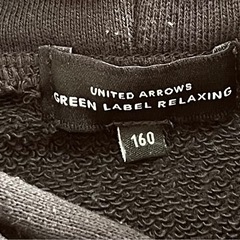 UNITED ARROWS
GREEN LABEL RELAXING
160